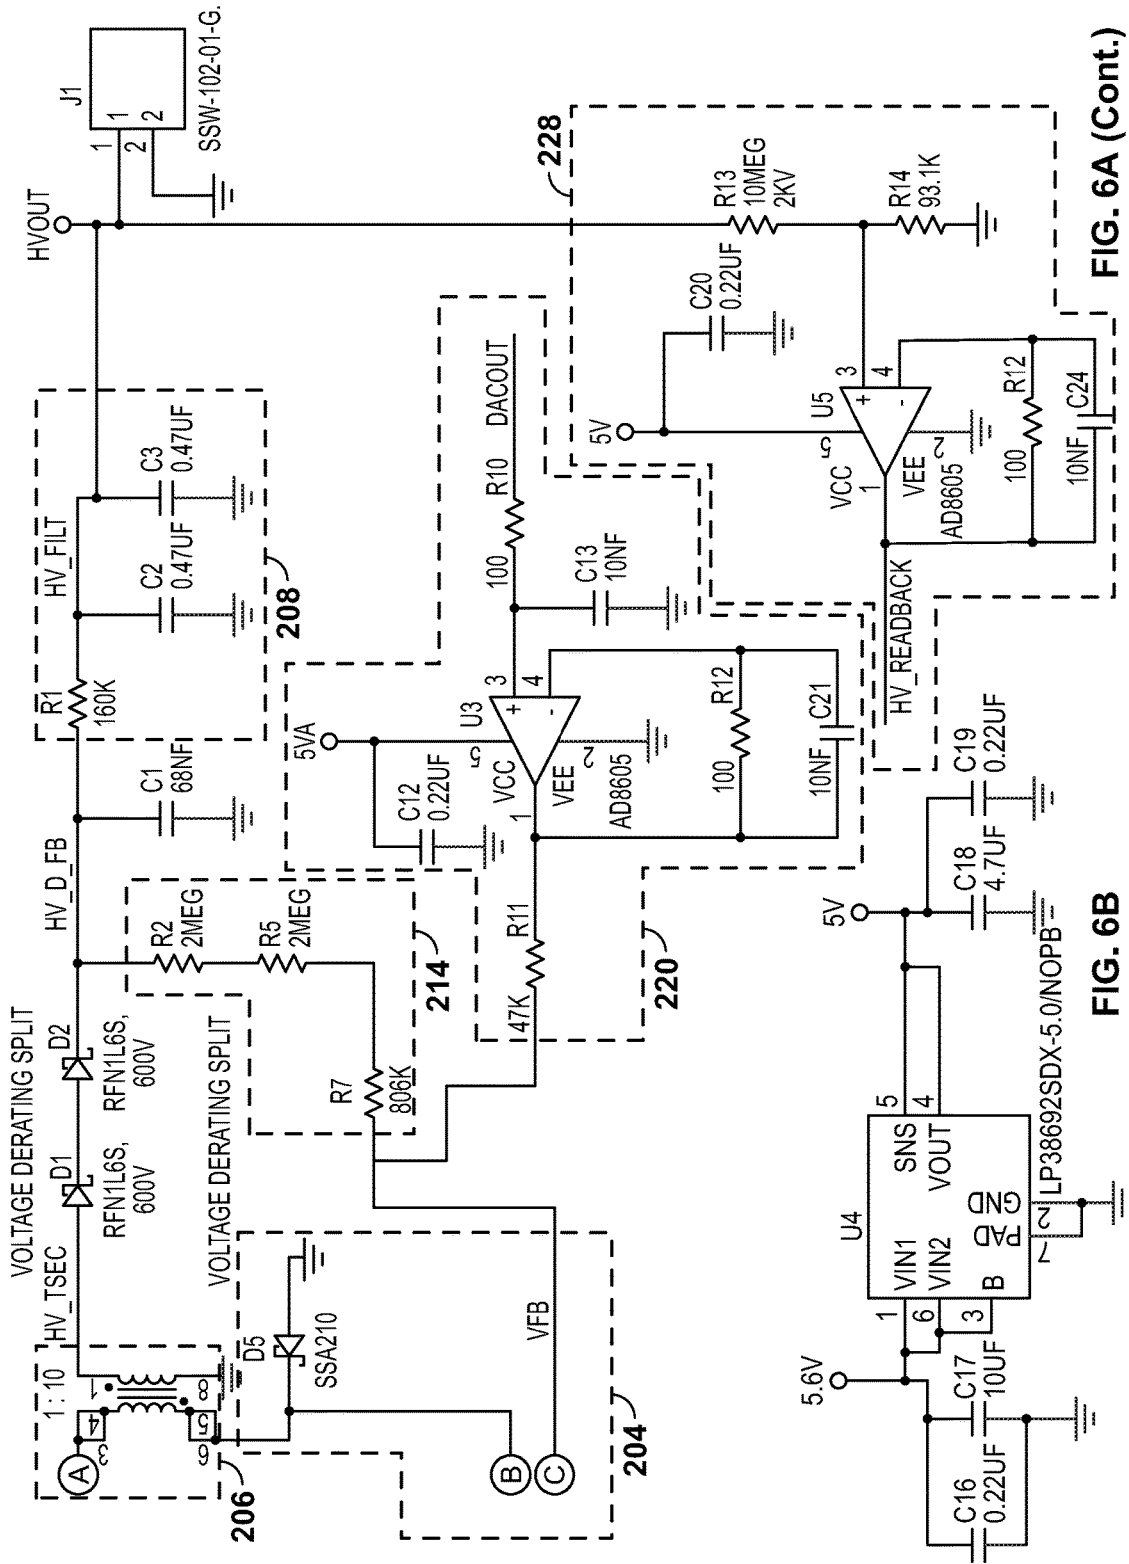 VOLTAGE DERATING SPLIT
HV_TSEC
D1
RFN1L6S,
600V
D2
RFN1L6S,
600V
VOLTAGE DERATING SPLIT
HV_D_FB
C1
68NF
R1
160K
HV_FILT
C2
0.47UF
C3
0.47UF
208
HVOUT
J1
1
2
1
2
SSW-102-01-G.
1 : 10
A
3
4
1
5
6
8
206
D5
SSA210
VFB
B
C
204
R2
2MEG
R5
2MEG
R7
806K
214
5VA
C12
0.22UF
U3
VCC
VEE
AD8605
1
2
3
4
5
+
-
R10
100
DACOUT
C13
10NF
R11
47K
R12
100
C21
10NF
220
228
5V
C20
0.22UF
R13
10MEG
2KV
R14
93.1K
U5
VCC
VEE
AD8605
1
2
3
4
5
+
-
R12
100
C24
10NF
HV_READBACK
FIG. 6A (Cont.)
5.6V
C16
0.22UF
C17
10UF
U4
VIN1
VIN2
B
SNS
VOUT
GND
PAD
1
6
3
5
4
2
7
LP38692SDX-5.0/NOPB
5V
C18
4.7UF
C19
0.22UF
FIG. 6B